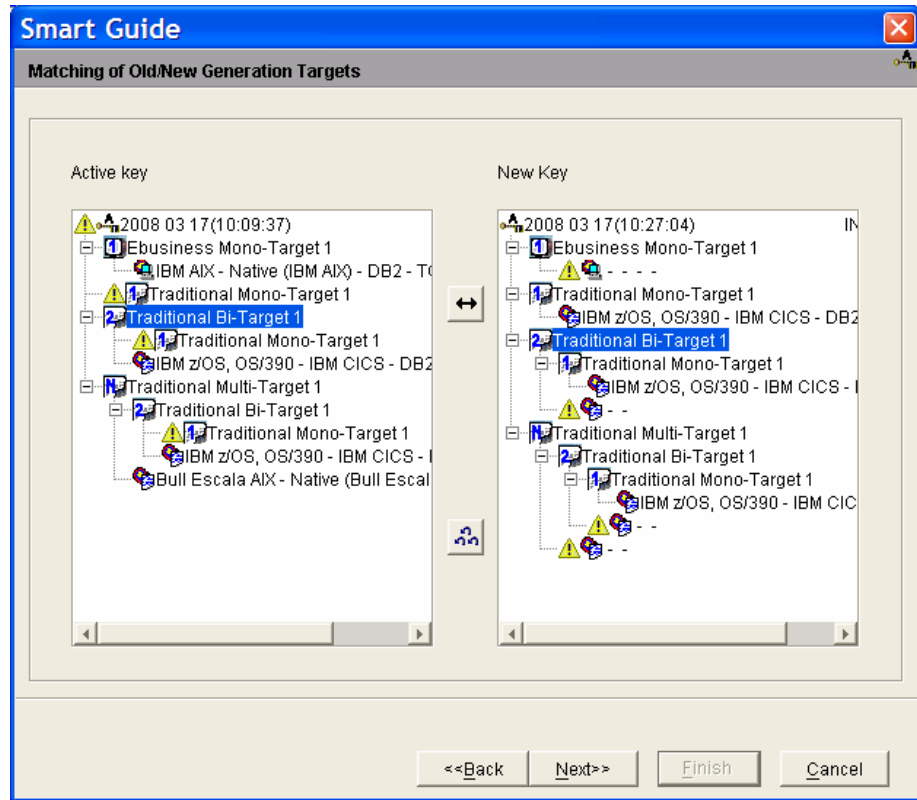 Smart Guide
Matching of Old/New Generation Targets
Active key
2008 03 17(10:09:37)
Ebusiness Mono-Target 1
IBM AIX - Native (IBM AIX) - DB2 -
Traditional Mono-Target 1
Traditional Bi-Target 1
Traditional Mono-Target 1
IBM z/OS, OS/390 - IBM CICS - DB2
Traditional Multi-Target 1
Traditional Bi-Target 1
Traditional Mono-Target 1
IBM z/OS, OS/390 - IBM CICS -
Bull Escala AIX - Native (Bull Escal
New Key
2008 03 17(10:27:04) IN
Ebusiness Mono-Target 1
- - - -
Traditional Mono-Target 1
IBM z/OS, OS/390 - IBM CICS - DB2
Traditional Bi-Target 1
Traditional Mono-Target 1
IBM z/OS, OS/390 - IBM CICS -
- -
Traditional Multi-Target 1
Traditional Bi-Target 1
Traditional Mono-Target 1
IBM z/OS, OS/390 - IBM CIC
- -
- -
<<Back Next>> Finish Cancel